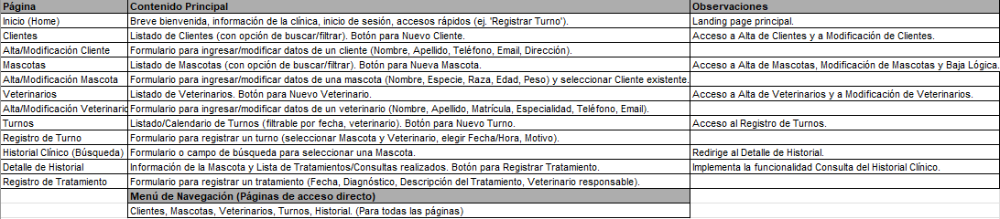 Página Contenido Principal Observaciones
Inicio (Home) Breve bienvenida, información de la clínica, inicio de sesión, accesos rápidos (ej. 'Registrar Turno'). Landing page principal.
Clientes Listado de Clientes (con opción de buscar/filtrar). Botón para Nuevo Cliente. Acceso a Alta de Clientes y a Modificación de Clientes.
Alta/Modificación Cliente Formulario para ingresar/modificar datos de un cliente (Nombre, Apellido, Teléfono, Email, Dirección).
Mascotas Listado de Mascotas (con opción de buscar/filtrar). Botón para Nueva Mascota. Acceso a Alta de Mascotas, Modificación de Mascotas y Baja Lógica.
Alta/Modificación Mascota Formulario para ingresar/modificar datos de una mascota (Nombre, Especie, Raza, Edad, Peso) y seleccionar Cliente existente.
Veterinarios Listado de Veterinarios. Botón para Nuevo Veterinario. Acceso a Alta de Veterinarios y a Modificación de Veterinarios.
Alta/Modificación Veterinario Formulario para ingresar/modificar datos de un veterinario (Nombre, Apellido, Matrícula, Especialidad, Teléfono, Email).
Turnos Listado/Calendario de Turnos (filtrable por fecha, veterinario). Botón para Nuevo Turno. Acceso al Registro de Turnos.
Registro de Turno Formulario para registrar un turno (seleccionar Mascota y Veterinario, elegir Fecha/Hora, Motivo).
Historial Clínico (Búsqueda) Formulario o campo de búsqueda para seleccionar una Mascota. Redirige al Detalle de Historial.
Detalle de Historial Información de la Mascota y Lista de Tratamientos/Consultas realizados. Botón para Registrar Tratamiento. Implementa la funcionalidad Consulta del Historial Clínico.
Registro de Tratamiento Formulario para registrar un tratamiento (Fecha, Diagnóstico, Descripción del Tratamiento, Veterinario responsable).
Menú de Navegación (Páginas de acceso directo)
Clientes, Mascotas, Veterinarios, Turnos, Historial. (Para todas las páginas)